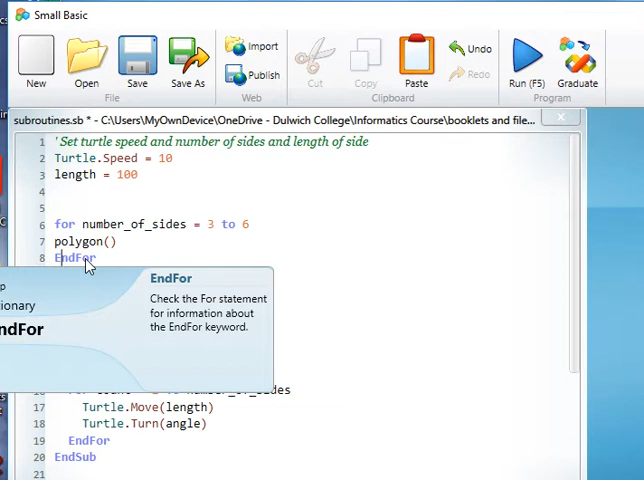 Small Basic
New
Open
Save
Save As
Import
Publish
Cut
Copy
Paste
Undo
Redo
Run (F5)
Graduate
File
Web
Clipboard
Program
subroutines.sb * - C:\Users\MyOwnDevice\OneDrive - Dulwich College\Informatics Course\booklets and file...
1 ' Set turtle speed and number of sides and length of side
2 Turtle.Speed = 10
3 length = 100
4
5
6 for number_of_sides = 3 to 6
7 polygon()
8 EndFor
EndFor
Check the For statement
for information about
the EndFor keyword.
p
ionary
ndFor
17 Turtle.Move(length)
18 Turtle.Turn(angle)
19 EndFor
20 EndSub
21